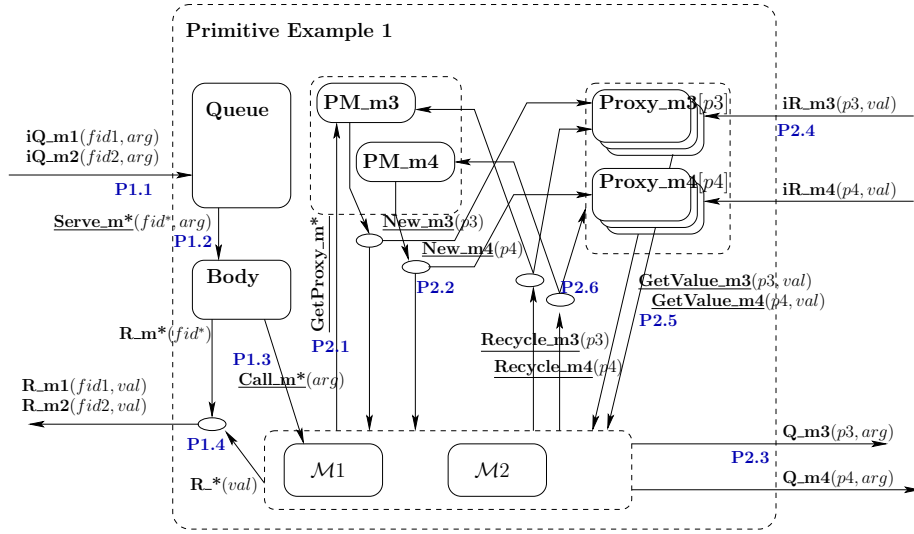 Primitive Example 1
Queue
PM_m3
PM_m4
Proxy_m3[p3]
Proxy_m4[p4]
iQ_m1(fid1, arg)
iQ_m2(fid2, arg)
P1.1
iR_m3(p3, val)
P2.4
iR_m4(p4, val)
Serve_m*(fid*, arg)
P1.2
New_m3(p3)
New_m4(p4)
P2.2
GetProxy_m*
P2.1
Body
P2.6
GetValue_m3(p3, val)
GetValue_m4(p4, val)
P2.5
R_m*(fid*)
P1.3
Call_m*(arg)
Recycle_m3(p3)
Recycle_m4(p4)
R_m1(fid1, val)
R_m2(fid2, val)
P1.4
R_*(val)
ℳ1
ℳ2
Q_m3(p3, arg)
P2.3
Q_m4(p4, arg)